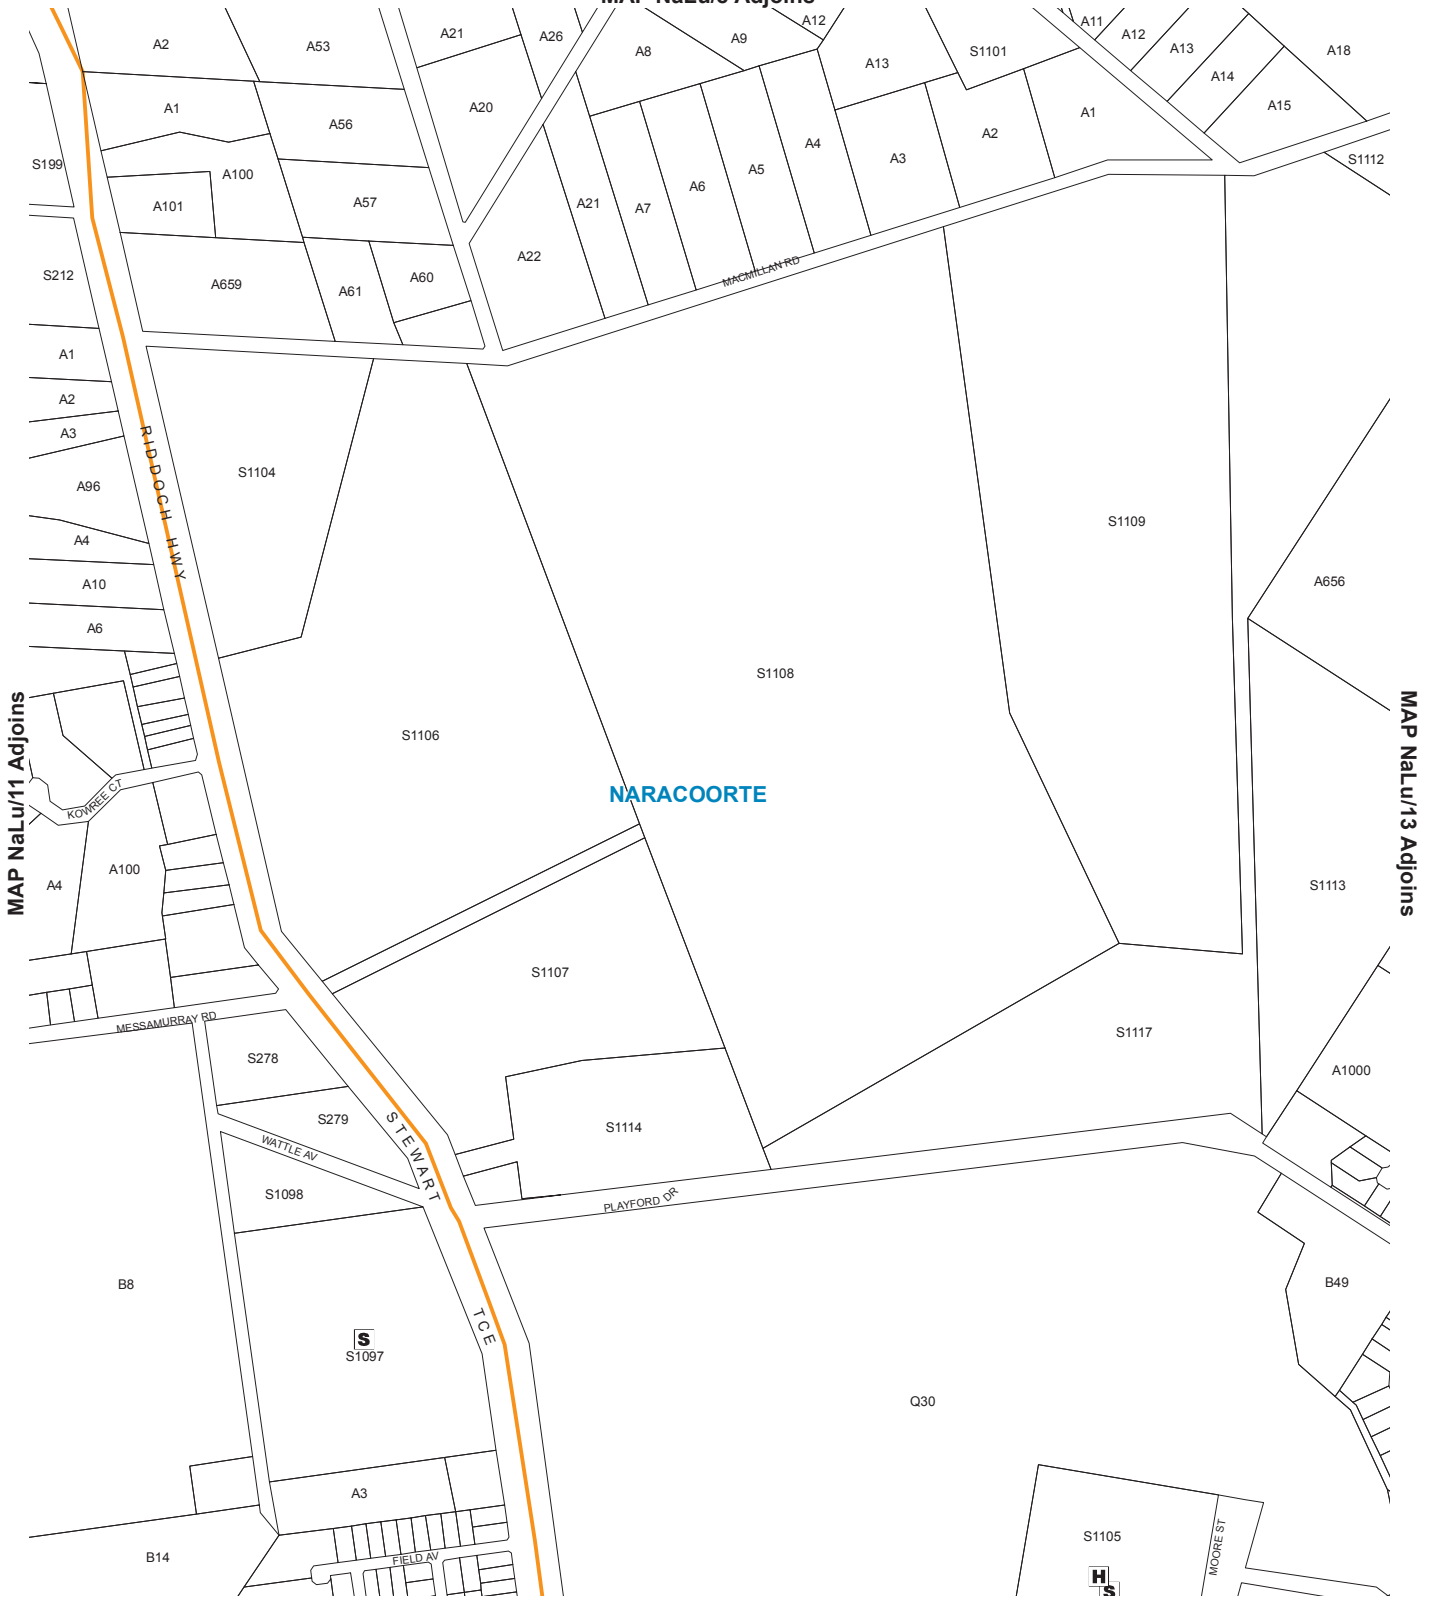 MAP NaLu/8 Adjoins
A2
A53
A21
A26
A8
A9
A12
A13
S1101
A11
A12
A13
A14
A15
A18
A1
A56
A20
S199
A100
A101
A57
A21
A7
A6
A5
A4
A3
A2
A1
S1112
S212
A659
A61
A60
A22
MACMILLAN RD
A1
A2
A3
A96
A4
A10
A6
RIDDOCH HWY
S1104
S1109
A656
S1108
S1106
NARACOORTE
MAP NaLu/11 Adjoins
MAP NaLu/13 Adjoins
KOWREE CT
A4
A100
S1113
S1107
MESSAMURRAY RD
S278
S279
WATTLE AV
S1098
STEWART TCE
S1114
S1117
A1000
PLAYFORD DR
B8
B49
S
S1097
Q30
A3
B14
FIELD AV
S1105
MOORE ST
H
S